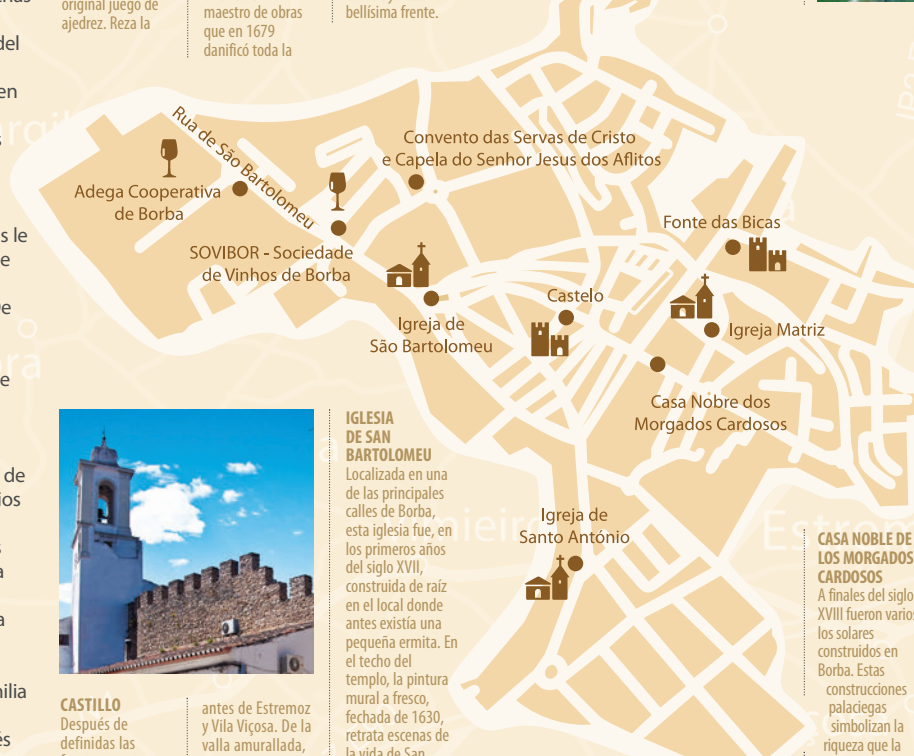 original juego de
ajedrez. Reza la
maestro de obras
que en 1679
danificó toda la
bellísima frente.
del
en
s le
e
e
de
ios
a
a
ilia
és
Rua de São Bartolomeu
Adega Cooperativa
de Borba
SOVIBOR - Sociedade
de Vinhos de Borba
Convento das Servas de Cristo
e Capela do Senhor Jesus dos Aflitos
Igreja de
São Bartolomeu
Castelo
Fonte das Bicas
Igreja Matriz
Casa Nobre dos
Morgados Cardosos
Igreja de
Santo António
CASTILLO
Después de
definidas las
antes de Estremoz
y Vila Viçosa. De la
valla amurallada,
IGLESIA
DE SAN
BARTOLOMEU
Localizada en una
de las principales
calles de Borba,
esta iglesia fue, en
los primeros años
del siglo XVII,
construida de raíz
en el local donde
antes existía una
pequeña ermita. En
el techo del
templo, la pintura
mural a fresco,
fechada de 1630,
retrata escenas de
la vida de San
CASA NOBLE DE
LOS MORGADOS
CARDOSOS
A finales del siglo
XVIII fueron varios
los solares
construidos en
Borba. Estas
construcciones
palaciegas
simbolizan la
riqueza que la